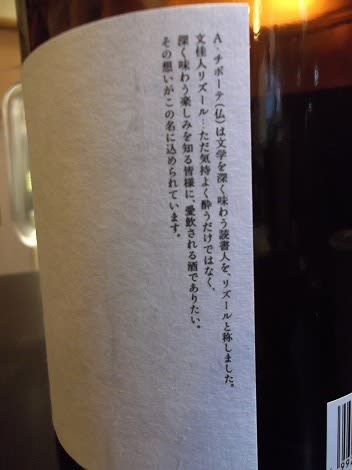 A・チボーテ(仏)は文学を深く味わう読書人を、リズールと称しました。
文佳人リズール…ただ気持よく酔うだけではなく、
深く味わう楽しみを知る皆様に、愛飲される酒でありたい。
その想いがこの名に込められています。